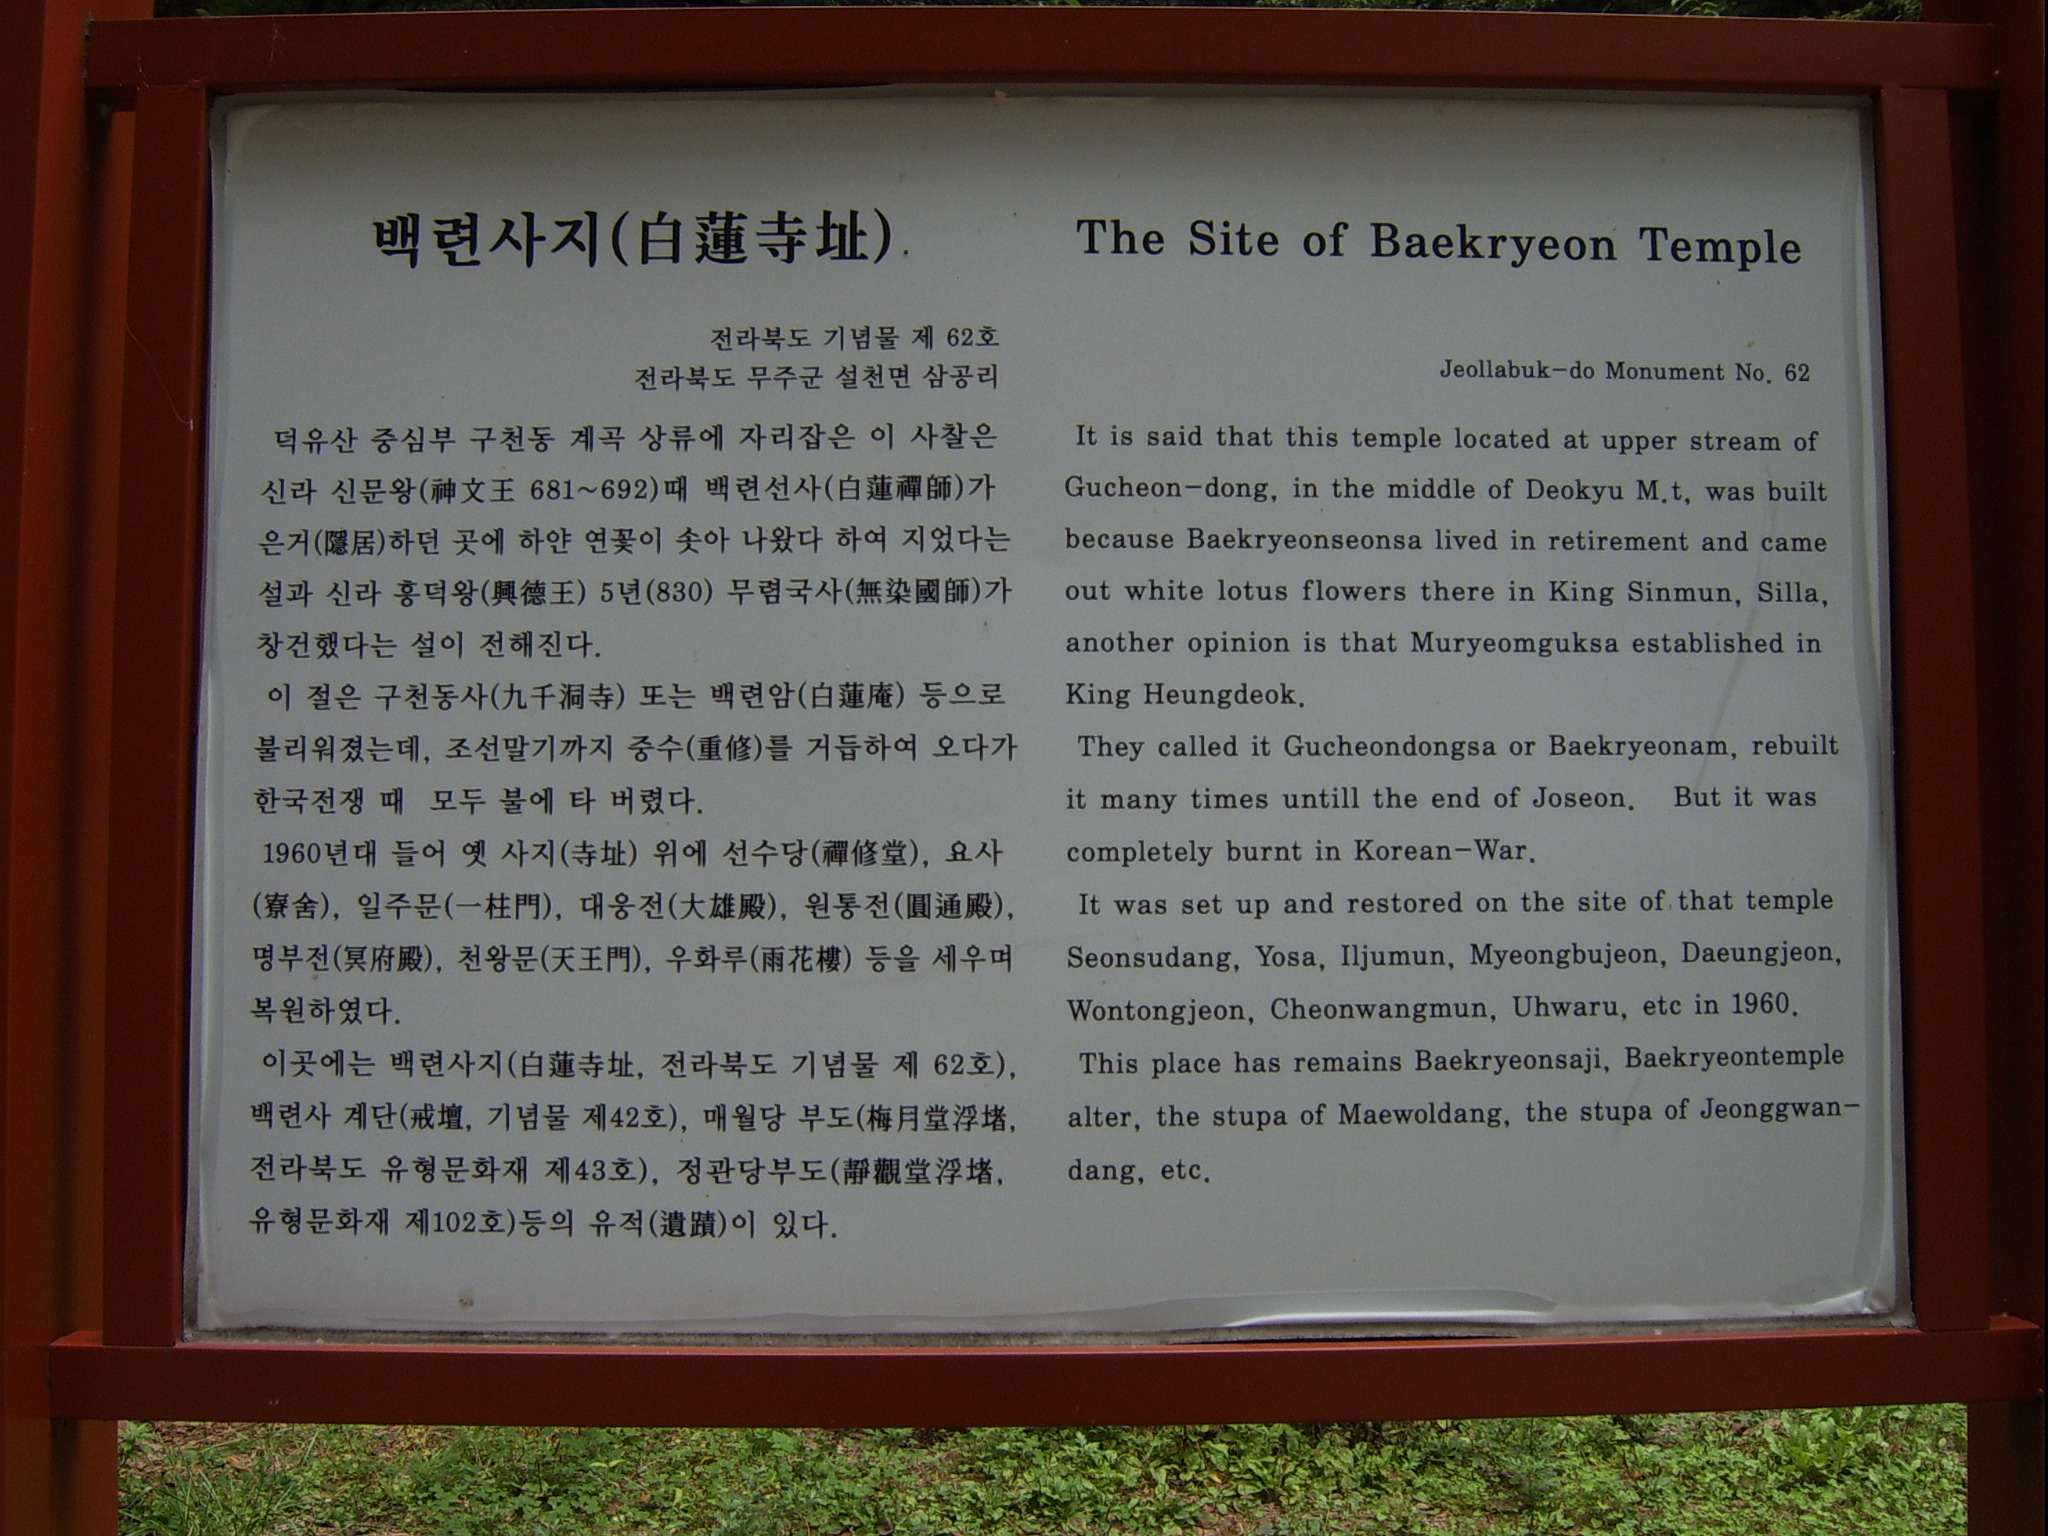 백련사지(白蓮寺址)
전라북도 기념물 제 62호
전라북도 무주군 설천면 삼공리
덕유산 중심부 구천동 계곡 상류에 자리잡은 이 사찰은
신라 신문왕(神文王 681~692)때 백련선사(白蓮禪師)가
은거(隱居)하던 곳에 하얀 연꽃이 솟아 나왔다 하여 지었다는
설과 신라 흥덕왕(興德王) 5년(830) 무렴국사(無染國師)가
창건했다는 설이 전해진다.
이 절은 구천동사(九千洞寺) 또는 백련암(白蓮庵) 등으로
불리워졌는데, 조선말기까지 중수(重修)를 거듭하여 오다가
한국전쟁 때 모두 불에 타 버렸다.
1960년대 들어 옛 사지(寺址) 위에 선수당(禪修堂), 요사
(寮舍), 일주문(一柱門), 대웅전(大雄殿), 원통전(圓通殿),
명부전(冥府殿), 천왕문(天王門), 우화루(雨花樓) 등을 세우며
복원하였다.
이곳에는 백련사지(白蓮寺址, 전라북도 기념물 제 62호),
백련사 계단(戒壇, 기념물 제42호), 매월당 부도(梅月堂浮堵,
전라북도 유형문화재 제43호), 정관당부도(靜觀堂浮堵,
유형문화재 제102호)등의 유적(遺蹟)이 있다.
The Site of Baekryeon Temple
Jeollabuk-do Monument No. 62
It is said that this temple located at upper stream of
Gucheon-dong, in the middle of Deokyu M.t, was built
because Baekryeonseonsa lived in retirement and came
out white lotus flowers there in King Sinmun, Silla,
another opinion is that Muryeomguksa established in
King Heungdeok.
They called it Gucheondongsa or Baekryeonam, rebuilt
it many times untill the end of Joseon. But it was
completely burnt in Korean-War.
It was set up and restored on the site of that temple
Seonsudang, Yosa, Iljumun, Myeongbujeon, Daeungjeon,
Wontongjeon, Cheonwangmun, Uhwaru, etc in 1960.
This place has remains Baekryeonsaji, Baekryeontemple
alter, the stupa of Maewoldang, the stupa of Jeonggwan-
dang, etc.